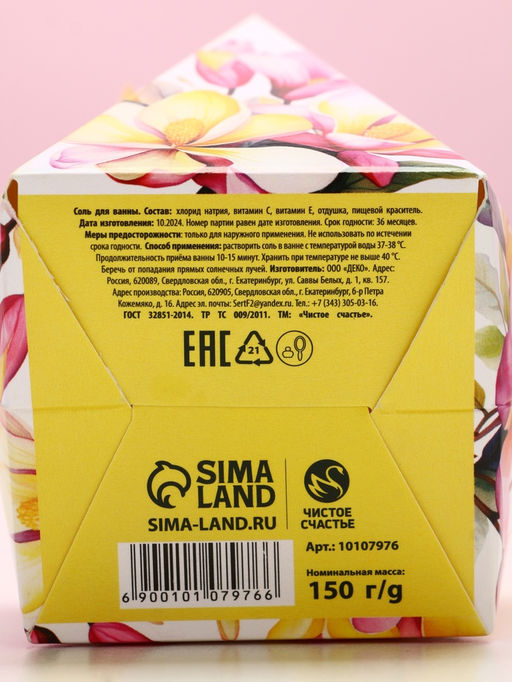 Соль для ванны. Состав: хлорид натрия, витамин С, витамин Е, отдушка, пищевой краситель.
Дата изготовления: 10.2024. Номер партии равен дате изготовления. Срок годности: 36 месяцев.
Меры предосторожности: только для наружного применения. Не использовать по истечении
срока годности. Способ применения: растворить соль в ванне с температурой воды 37-38 °С.
Продолжительность приёма ванны 10-15 минут. Хранить при температуре не выше 40 °С.
Беречь от попадания прямых солнечных лучей. Изготовитель: ООО «ДЕКО». Адрес:
Россия, 620089, Свердловская обл., г. Екатеринбург, ул. Саввы Белых, д. 1, кв. 157.
Адрес производства: Россия, 620905, Свердловская обл., г. Екатеринбург, б-р Петра
Кожемяко, д. 16. Адрес эл. почты: SertF2@yandex.ru. Тел.: +7 (343) 305-03-16.
ГОСТ 32851-2014. ТР ТС 009/2011. ТМ: «Чистое счастье».
EAC 21
SIMA
LAND
SIMA-LAND.RU
ЧИСТОЕ
СЧАСТЬЕ
Арт.: 10107976
Номинальная масса:
150 г/g
6 900101 079766